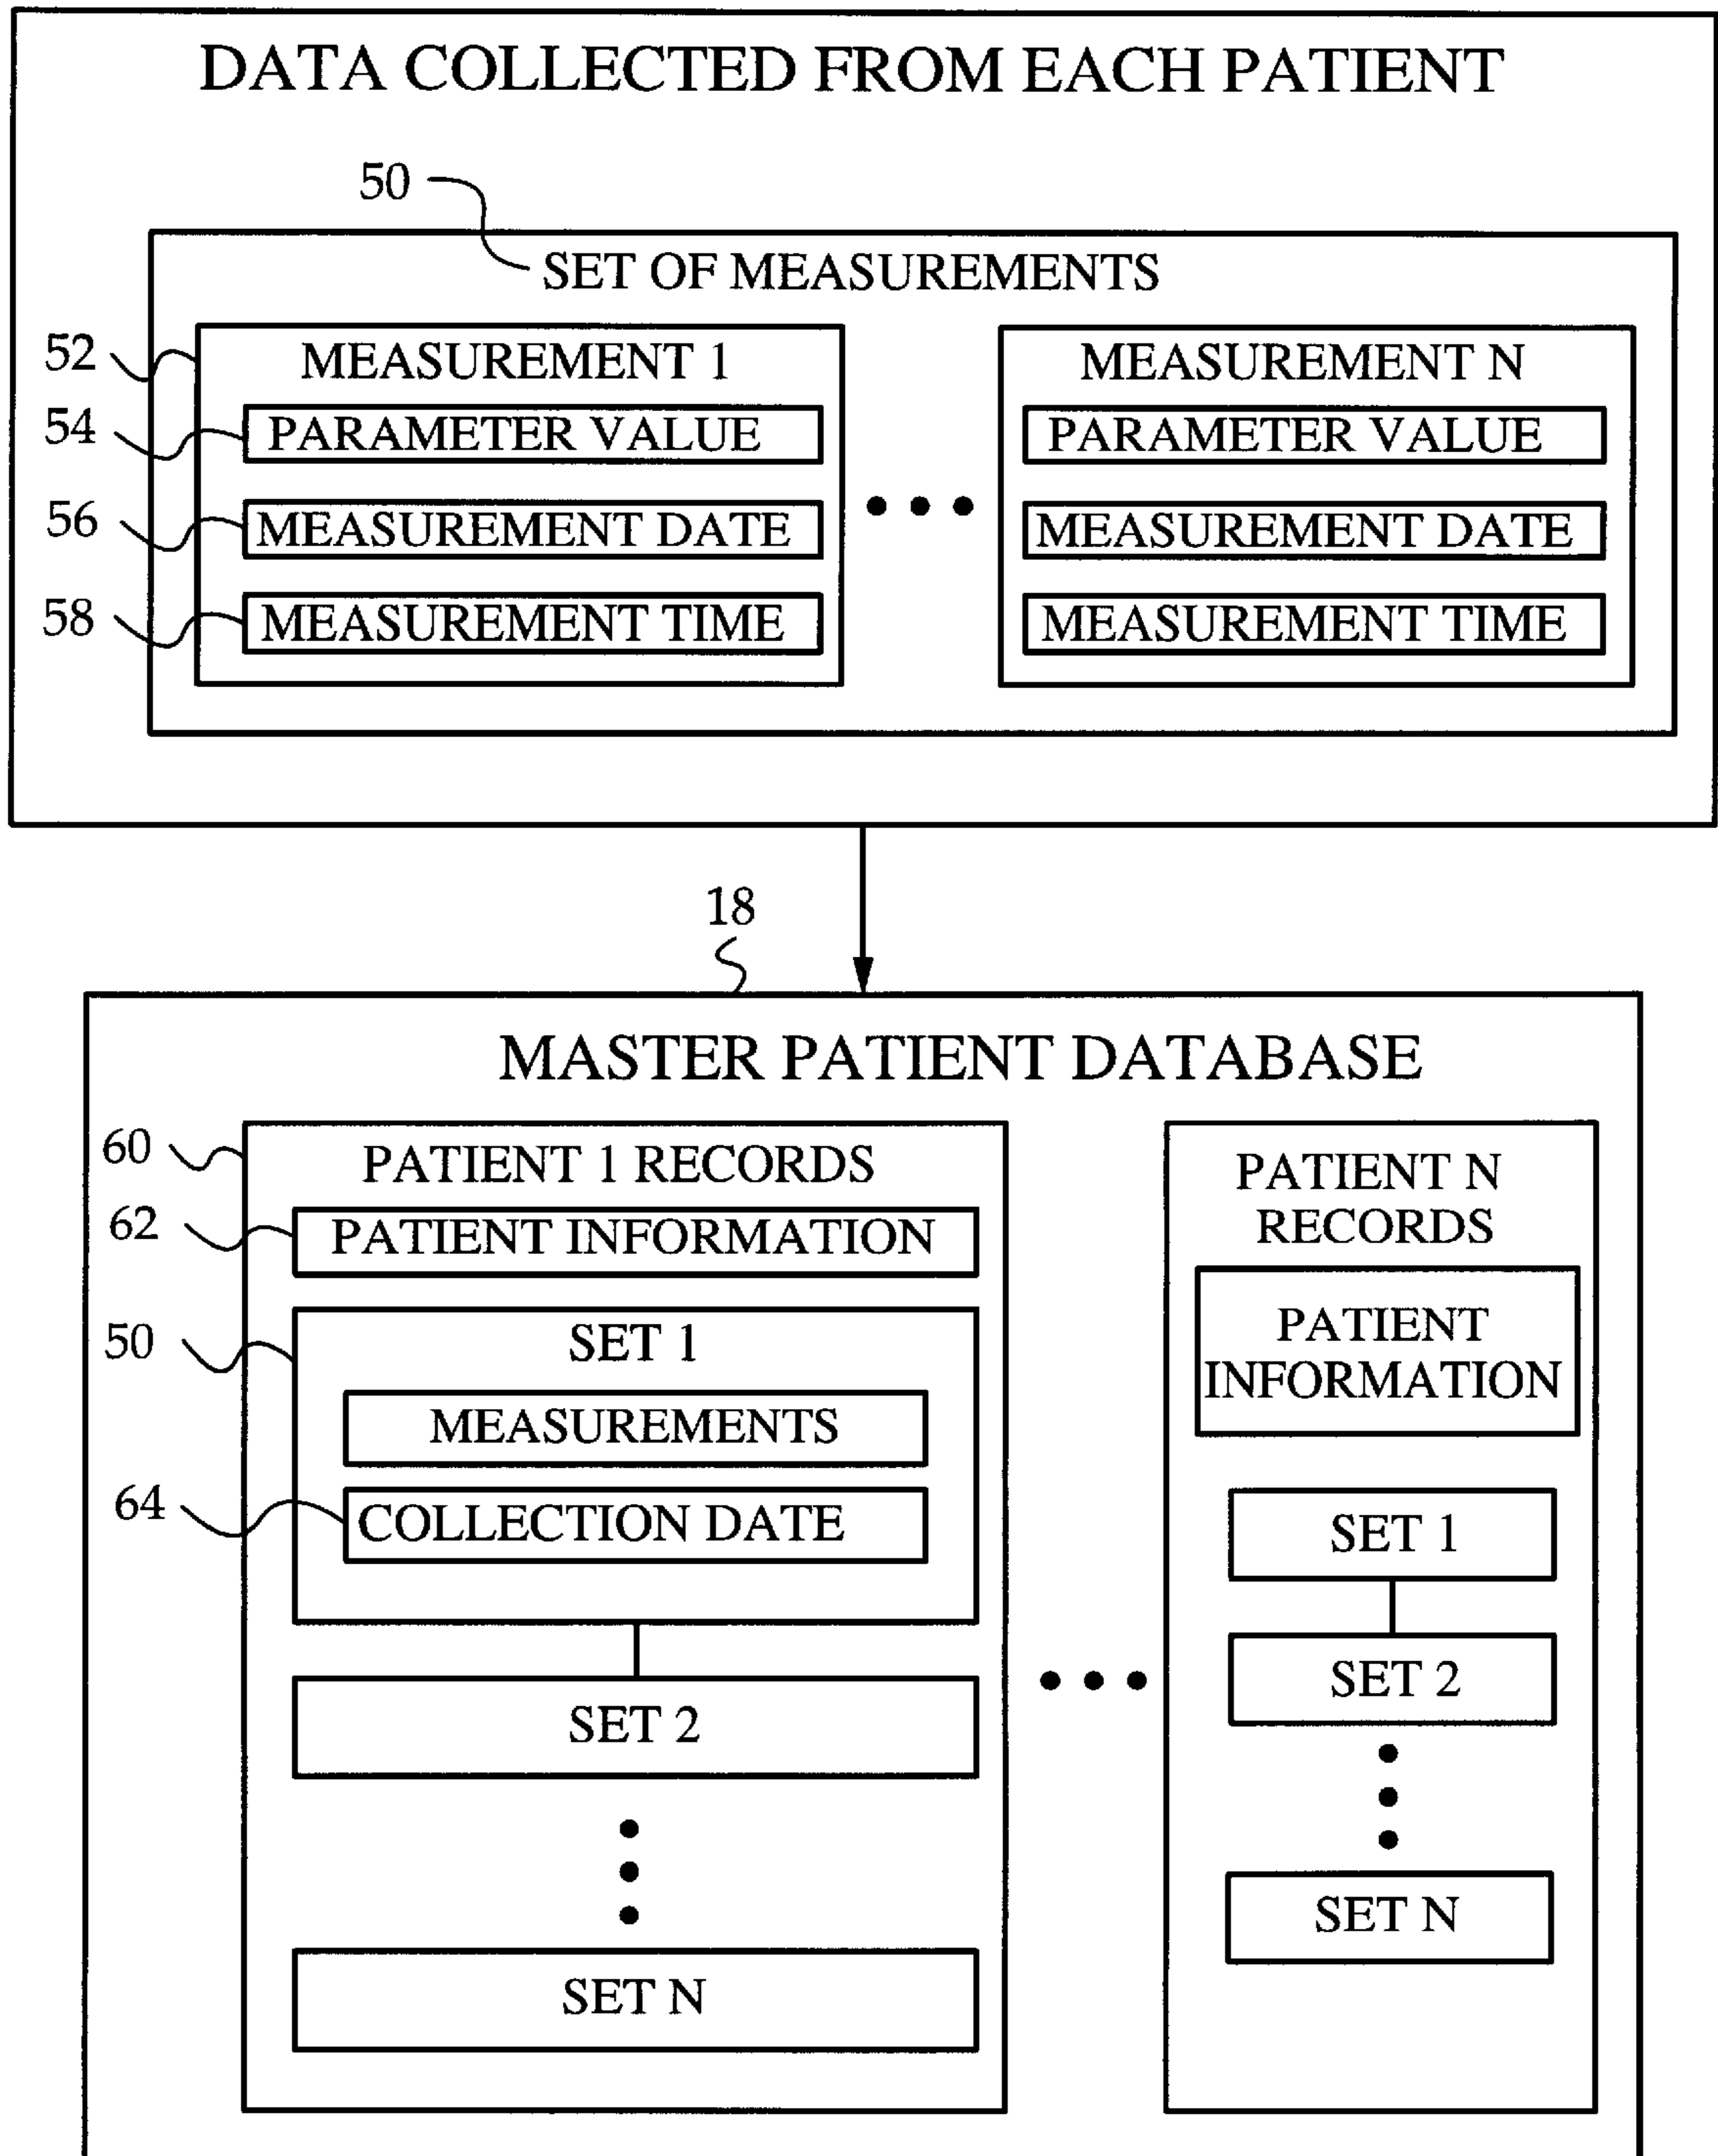 DATA COLLECTED FROM EACH PATIENT
50
SET OF MEASUREMENTS
52
MEASUREMENT 1
54
PARAMETER VALUE
56
MEASUREMENT DATE
58
MEASUREMENT TIME
MEASUREMENT N
PARAMETER VALUE
MEASUREMENT DATE
MEASUREMENT TIME
18
MASTER PATIENT DATABASE
60
PATIENT 1 RECORDS
62
PATIENT INFORMATION
50
SET 1
MEASUREMENTS
64
COLLECTION DATE
SET 2
SET N
PATIENT N
RECORDS
PATIENT
INFORMATION
SET 1
SET 2
SET N